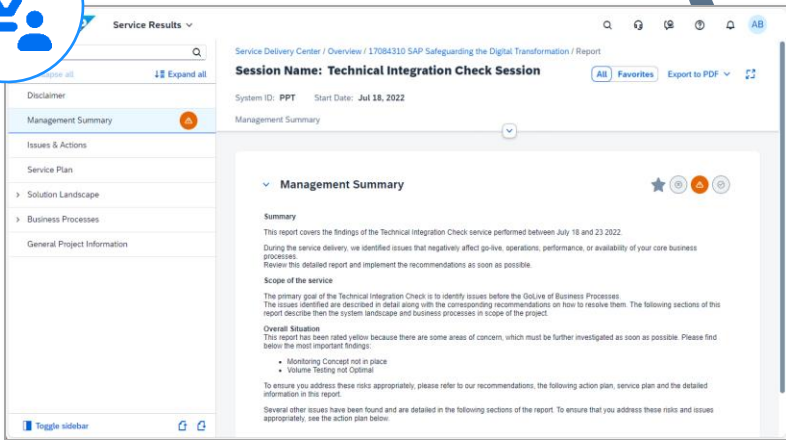 Service Results
AB
Expand all
Disclaimer
Management Summary
Issues & Actions
Service Plan
Solution Landscape
Business Processes
General Project Information
Toggle sidebar
Service Delivery Center / Overview / 17084310 SAP Safeguarding the Digital Transformation / Report
Session Name: Technical Integration Check Session
All Favorites Export to PDF
System ID: PPT Start Date: Jul 18, 2022
Management Summary
Management Summary
Summary
This report covers the findings of the Technical Integration Check service performed between July 18 and 23 2022.
During the service delivery, we identified issues that negatively affect go-live, operations, performance, or availability of your core business
processes.
Review this detailed report and implement the recommendations as soon as possible.
Scope of the service
The primary goal of the Technical Integration Check is to identify issues before the GoLive of Business Processes.
The issues identified are described in detail along with the corresponding recommendations on how to resolve them. The following sections of this
report describe then the system landscape and business processes in scope of the project.
Overall Situation
This report has been rated yellow because there are some areas of concern, which must be further investigated as soon as possible. Please find
below the most important findings:
• Monitoring Concept not in place
• Volume Testing not Optimal
To ensure you address these risks appropriately, please refer to our recommendations, the following action plan, service plan and the detailed
information in this report.
Several other issues have been found and are detailed in the following sections of the report. To ensure that you address these risks and issues
appropriately, see the action plan below.